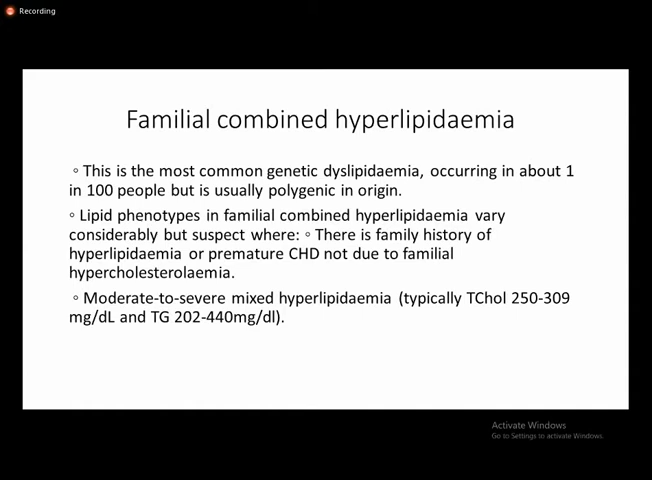 Recording
Familial combined hyperlipidaemia
◦ This is the most common genetic dyslipidaemia, occurring in about 1
in 100 people but is usually polygenic in origin.
◦ Lipid phenotypes in familial combined hyperlipidaemia vary
considerably but suspect where: ◦ There is family history of
hyperlipidaemia or premature CHD not due to familial
hypercholesterolaemia.
◦ Moderate-to-severe mixed hyperlipidaemia (typically TChol 250-309
mg/dL and TG 202-440mg/dl).
Activate Windows
Go to Settings to activate Windows.